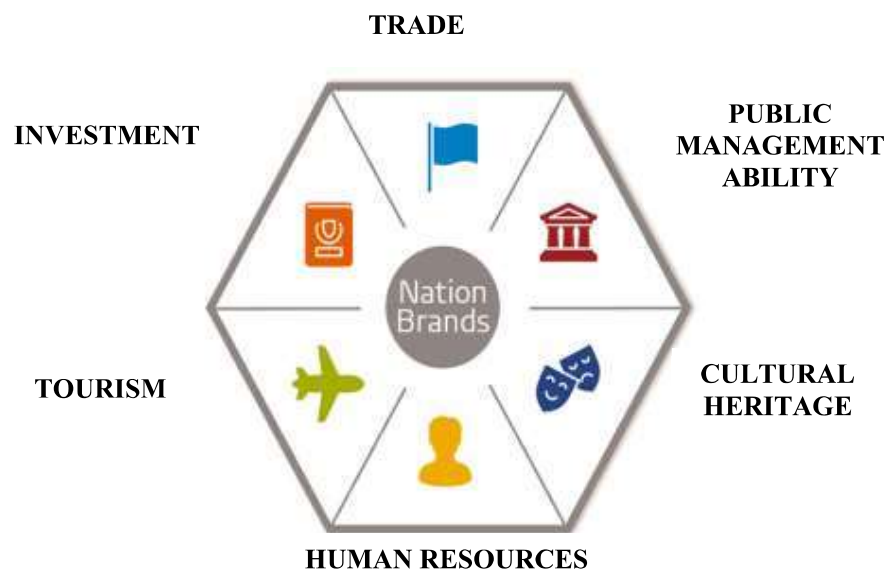 TRADE
INVESTMENT
PUBLIC
MANAGEMENT
ABILITY
Nation
Brands
TOURISM
CULTURAL
HERITAGE
HUMAN RESOURCES